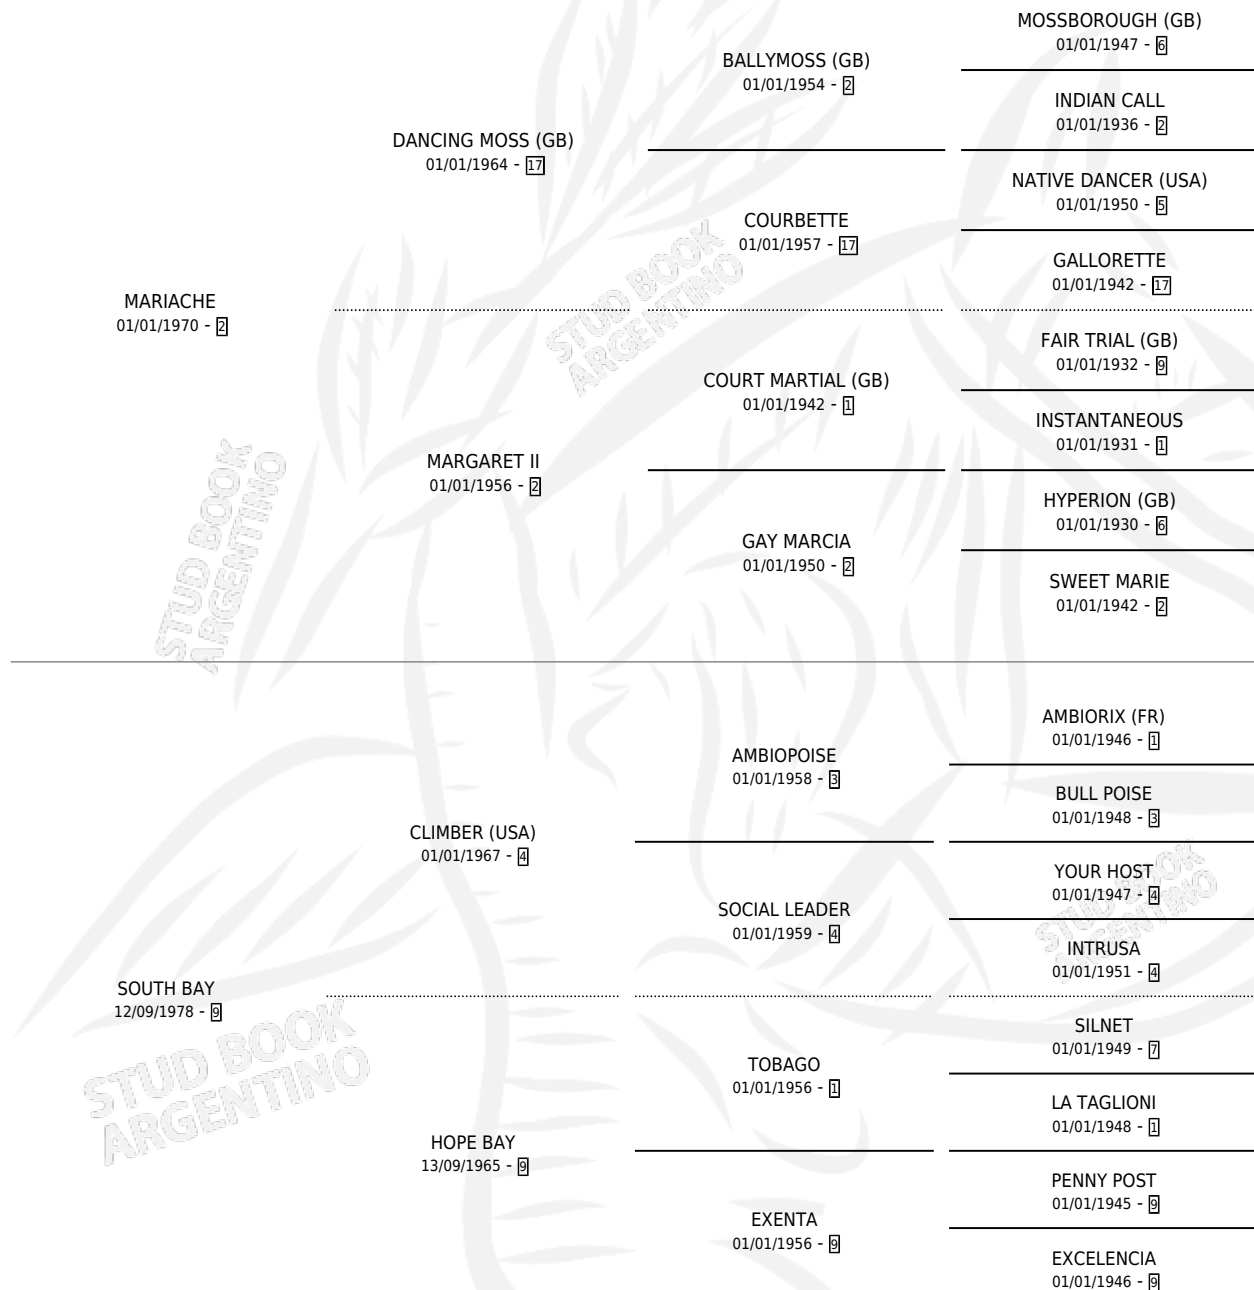 MOSSBOROUGH (GB)
01/01/1947 - 6
BALLYMOSS (GB)
01/01/1954 - 2
INDIAN CALL
01/01/1936 - 2
DANCING MOSS (GB)
01/01/1964 - 17
NATIVE DANCER (USA)
01/01/1950 - 5
COURBETTE
01/01/1957 - 17
GALLORETTE
01/01/1942 - 17
MARIACHE
01/01/1970 - 2
FAIR TRIAL (GB)
01/01/1932 - 9
COURT MARTIAL (GB)
01/01/1942 - 1
INSTANTANEOUS
01/01/1931 - 1
MARGARET II
01/01/1956 - 2
HYPERION (GB)
01/01/1930 - 6
GAY MARCIA
01/01/1950 - 2
SWEET MARIE
01/01/1942 - 2
AMBIORIX (FR)
01/01/1946 - 1
AMBIOPOISE
01/01/1958 - 3
BULL POISE
01/01/1948 - 3
CLIMBER (USA)
01/01/1967 - 4
YOUR HOST
01/01/1947 - 4
SOCIAL LEADER
01/01/1959 - 4
INTRUSA
01/01/1951 - 4
SOUTH BAY
12/09/1978 - 9
SILNET
01/01/1949 - 7
TOBAGO
01/01/1956 - 1
LA TAGLIONI
01/01/1948 - 1
HOPE BAY
13/09/1965 - 9
PENNY POST
01/01/1945 - 9
EXENTA
01/01/1956 - 9
EXCELENCIA
01/01/1946 - 9
STUD BOOK
ARGENTINO
STUD BOOK
ARGENTINO
STUD BOOK
ARGENTINO
STUD BOOK
ARGENTINO